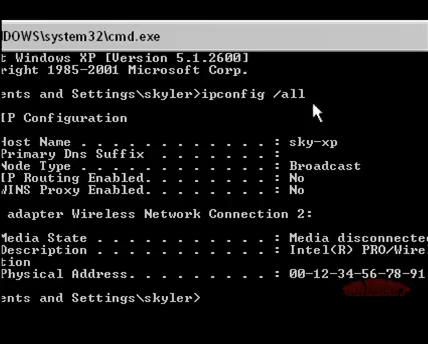 DOWS\system32\cmd.exe
t Windows XP [Version 5.1.2600]
right 1985-2001 Microsoft Corp.
ents and Settings\skyler>ipconfig /all
IP Configuration
Host Name . . . . . . . . . . . . : sky-xp
Primary Dns Suffix . . . . . . . :
Node Type . . . . . . . . . . . . : Broadcast
IP Routing Enabled. . . . . . . . : No
WINS Proxy Enabled. . . . . . . . : No
adapter Wireless Network Connection 2:
Media State . . . . . . . . . . . : Media disconnected
Description . . . . . . . . . . . : Intel(R) PRO/Wire
tion
Physical Address. . . . . . . . . : 00-12-34-56-78-91
ents and Settings\skyler>